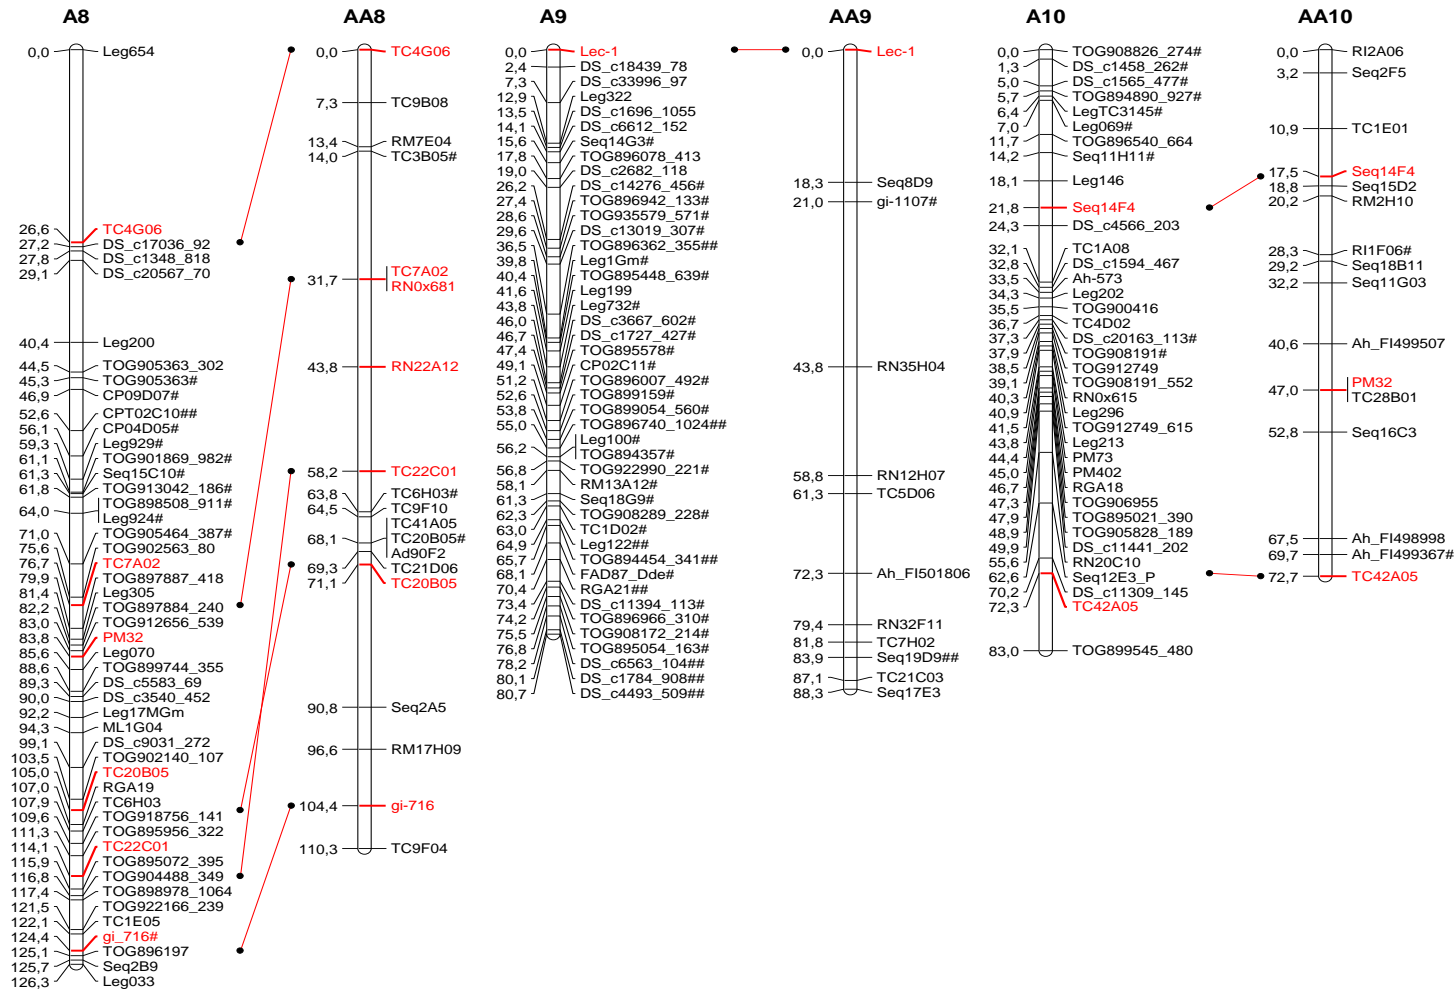 A8
0,0 Leg654
26,6 TC4G06
27,2 DS_c17036_92
27,8 DS_c1348_818
29,1 DS_c20567_70
40,4 Leg200
44,5 TOG905363_302
45,3 TOG905363#
46,9 CP09D07#
52,6 CPT02C10##
56,1 CP04D05#
59,3 Leg929#
61,1 TOG901869_982#
61,3 Seq15C10#
61,8 TOG913042_186#
64,0 TOG898508_911#
Leg924#
71,0 TOG905464_387#
75,6 TOG902563_80
76,7 TC7A02
79,9 TOG897887_418
81,4 Leg305
82,2 TOG897884_240
83,0 TOG912656_539
83,8 PM32
85,6 Leg070
88,6 TOG899744_355
89,3 DS_c5583_69
90,0 DS_c3540_452
92,2 Leg17MGm
94,3 ML1G04
99,1 DS_c9031_272
103,5 TOG902140_107
105,0 TC20B05
107,0 RGA19
107,9 TC6H03
109,6 TOG918756_141
111,3 TOG895956_322
114,1 TC22C01
115,9 TOG895072_395
116,8 TOG904488_349
117,4 TOG898978_1064
121,5 TOG922166_239
122,1 TC1E05
124,4 gi_716#
125,1 TOG896197
125,7 Seq2B9
126,3 Leg033
AA8
0,0 TC4G06
7,3 TC9B08
13,4 RM7E04
14,0 TC3B05#
31,7 TC7A02
RN0x681
43,8 RN22A12
58,2 TC22C01
63,8 TC6H03#
64,5 TC9F10
TC41A05
68,1 TC20B05#
Ad90F2
69,3 TC21D06
71,1 TC20B05
90,8 Seq2A5
96,6 RM17H09
104,4 gi-716
110,3 TC9F04
A9
0,0 Lec-1
2,4 DS_c18439_78
7,3 DS_c33996_97
12,9 Leg322
13,5 DS_c1696_1055
14,1 DS_c6612_152
15,6 Seq14G3#
17,8 TOG896078_413
19,0 DS_c2682_118
26,2 DS_c14276_456#
27,4 TOG896942_133#
28,6 TOG935579_571#
29,6 DS_c13019_307#
36,5 TOG896362_355##
39,8 Leg1Gm#
40,4 TOG895448_639#
41,6 Leg199
43,8 Leg732#
46,0 DS_c3667_602#
46,7 DS_c1727_427#
47,4 TOG895578#
49,1 CP02C11#
51,2 TOG896007_492#
52,6 TOG899159#
53,8 TOG899054_560#
55,0 TOG896740_1024##
56,2 Leg100#
TOG894357#
56,8 TOG922990_221#
58,1 RM13A12#
61,3 Seq18G9#
62,3 TOG908289_228#
63,0 TC1D02#
64,9 Leg122##
65,7 TOG894454_341##
68,1 FAD87_Dde#
70,4 RGA21##
73,4 DS_c11394_113#
74,2 TOG896966_310#
75,5 TOG908172_214#
76,8 TOG895054_163#
78,2 DS_c6563_104##
80,1 DS_c1784_908##
80,7 DS_c4493_509##
AA9
0,0 Lec-1
18,3 Seq8D9
21,0 gi-1107#
43,8 RN35H04
58,8 RN12H07
61,3 TC5D06
72,3 Ah_FI501806
79,4 RN32F11
81,8 TC7H02
83,9 Seq19D9##
87,1 TC21C03
88,3 Seq17E3
A10
0,0 TOG908826_274#
1,3 DS_c1458_262#
5,0 DS_c1565_477#
5,7 TOG894890_927#
6,4 LegTC3145#
7,0 Leg069#
11,7 TOG896540_664
14,2 Seq11H11#
18,1 Leg146
21,8 Seq14F4
24,3 DS_c4566_203
32,1 TC1A08
32,8 DS_c1594_467
33,5 Ah-573
34,3 Leg202
35,5 TOG900416
36,7 TC4D02
37,3 DS_c20163_113#
37,9 TOG908191#
38,5 TOG912749
39,1 TOG908191_552
40,3 RN0x615
40,9 Leg296
41,5 TOG912749_615
43,8 Leg213
44,4 PM73
45,0 PM402
46,7 RGA18
47,3 TOG906955
47,9 TOG895021_390
48,9 TOG905828_189
49,9 DS_c11441_202
55,6 RN20C10
62,6 Seq12E3_P
70,2 DS_c11309_145
72,3 TC42A05
83,0 TOG899545_480
AA10
0,0 RI2A06
3,2 Seq2F5
10,9 TC1E01
17,5 Seq14F4
18,8 Seq15D2
20,2 RM2H10
28,3 RI1F06#
29,2 Seq18B11
32,2 Seq11G03
40,6 Ah_FI499507
47,0 PM32
TC28B01
52,8 Seq16C3
67,5 Ah_FI498998
69,7 Ah_FI499367#
72,7 TC42A05